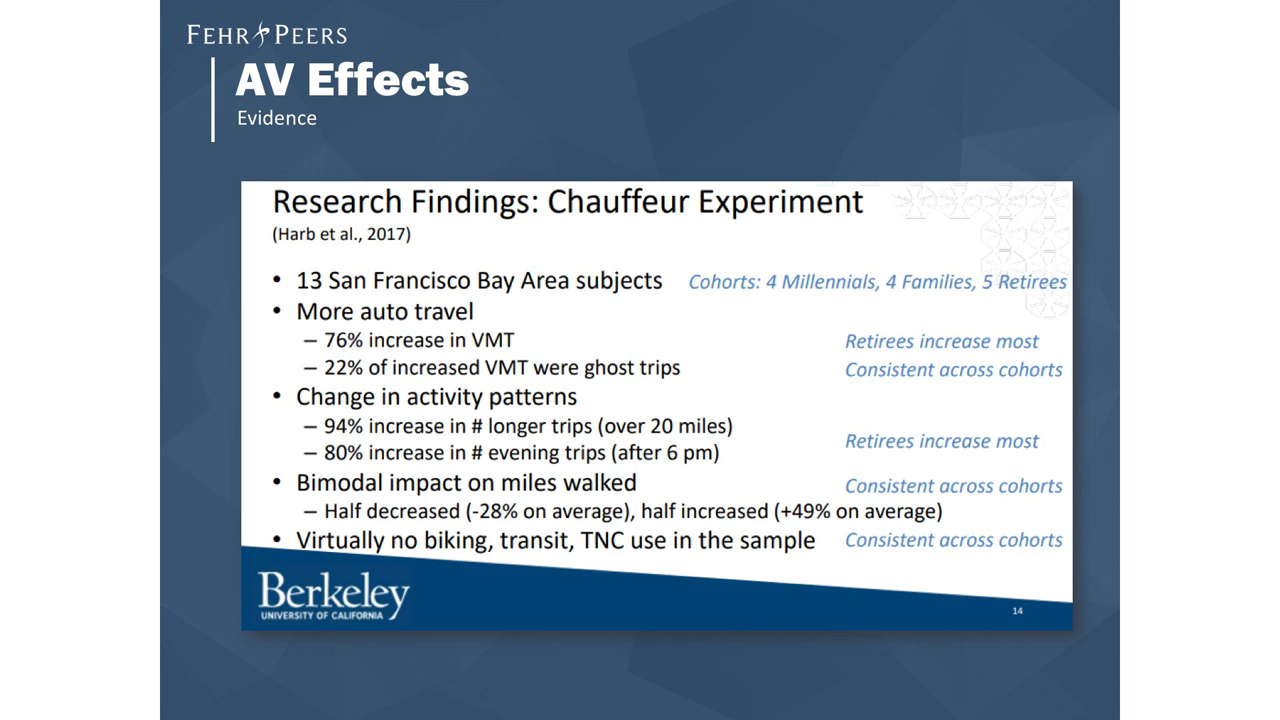 FEHR PEERS
AV Effects
Evidence
Research Findings: Chauffeur Experiment
(Harb et al., 2017)
• 13 San Francisco Bay Area subjects Cohorts: 4 Millennials, 4 Families, 5 Retirees
• More auto travel
– 76% increase in VMT Retirees increase most
– 22% of increased VMT were ghost trips Consistent across cohorts
• Change in activity patterns
– 94% increase in # longer trips (over 20 miles)
Retirees increase most
– 80% increase in # evening trips (after 6 pm)
• Bimodal impact on miles walked Consistent across cohorts
– Half decreased (-28% on average), half increased (+49% on average)
• Virtually no biking, transit, TNC use in the sample Consistent across cohorts
Berkeley
UNIVERSITY OF CALIFORNIA
14